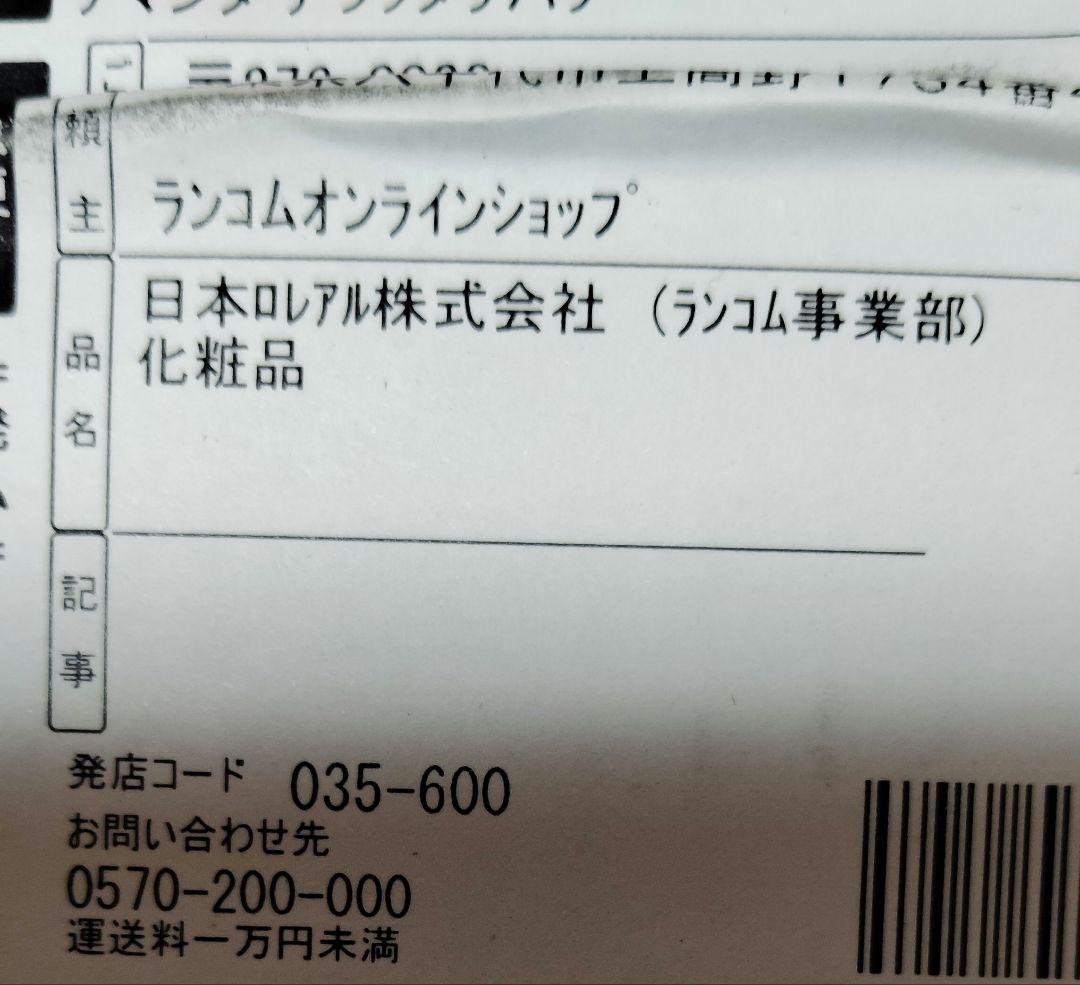 ご
頼主
ランコムオンラインショップ
品名
日本ロレアル株式会社 (ランコム事業部)
化粧品
記事
発店コード 035-600
お問い合わせ先
0570-200-000
運送料一万円未満